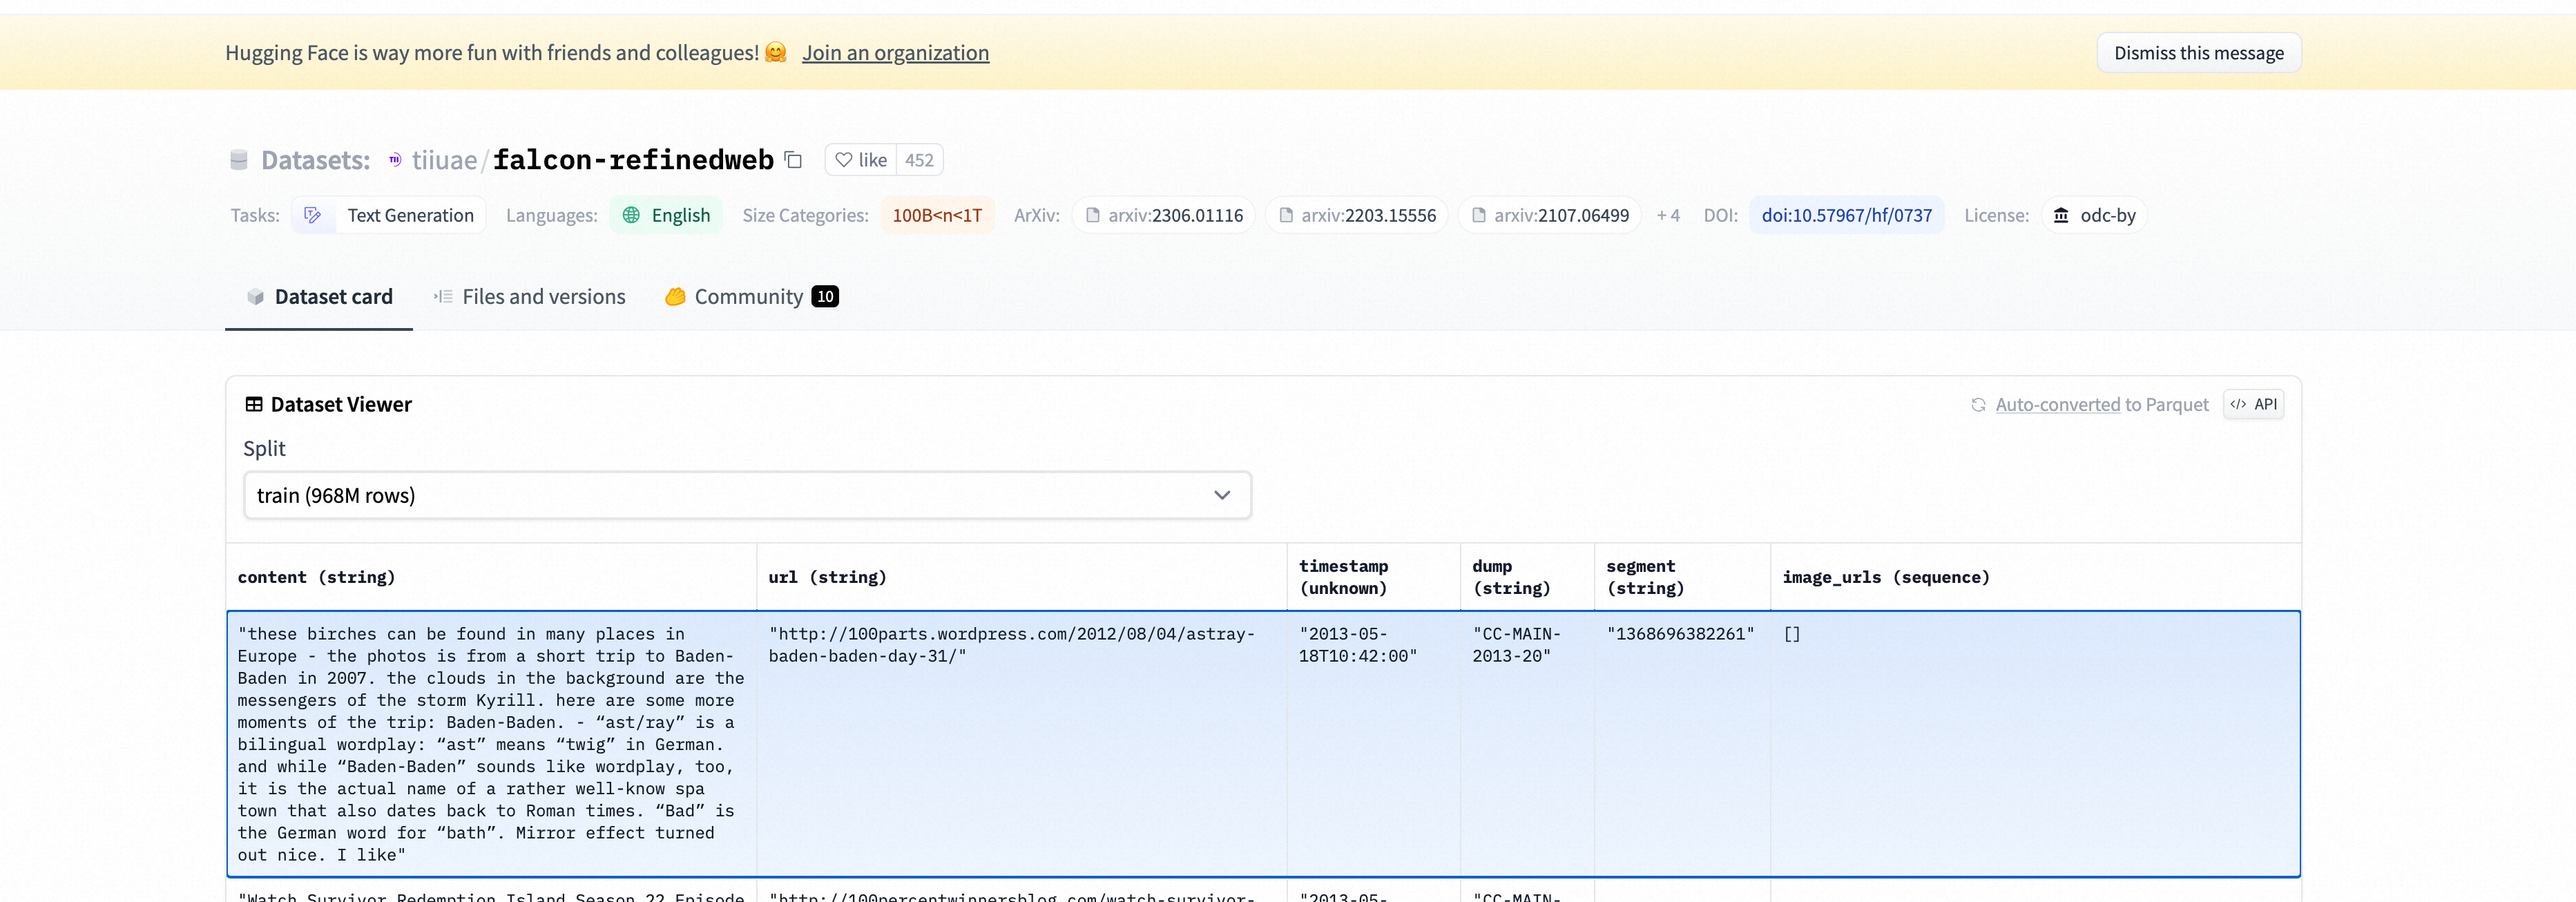 Hugging Face is way more fun with friends and colleagues! 🤗 Join an organization
Dismiss this message
Datasets: tiiuae/falcon-refinedweb like 452
Tasks: Text Generation Languages: English Size Categories: 100B<n<1T ArXiv: arxiv:2306.01116 arxiv:2203.15556 arxiv:2107.06499 + 4 DOI: doi:10.57967/hf/0737 License: odc-by
Dataset card Files and versions Community 10
Dataset Viewer
Auto-converted to Parquet </> API
Split
train (968M rows)
content (string)
url (string)
timestamp
(unknown)
dump
(string)
segment
(string)
image_urls (sequence)
"these birches can be found in many places in
Europe - the photos is from a short trip to Baden-
Baden in 2007. the clouds in the background are the
messengers of the storm Kyrill. here are some more
moments of the trip: Baden-Baden. - “ast/ray” is a
bilingual wordplay: “ast” means “twig” in German.
and while “Baden-Baden” sounds like wordplay, too,
it is the actual name of a rather well-know spa
town that also dates back to Roman times. “Bad” is
the German word for “bath”. Mirror effect turned
out nice. I like"
"http://100parts.wordpress.com/2012/08/04/astray-
baden-baden-day-31/"
"2013-05-
18T10:42:00"
"CC-MAIN-
2013-20"
"1368696382261"
[]
"Watch Survivor Redemption Island Season 22 Episode
"http://100percentwinnersblog.com/watch-survivor-
"2013-05-
"CC-MAIN-